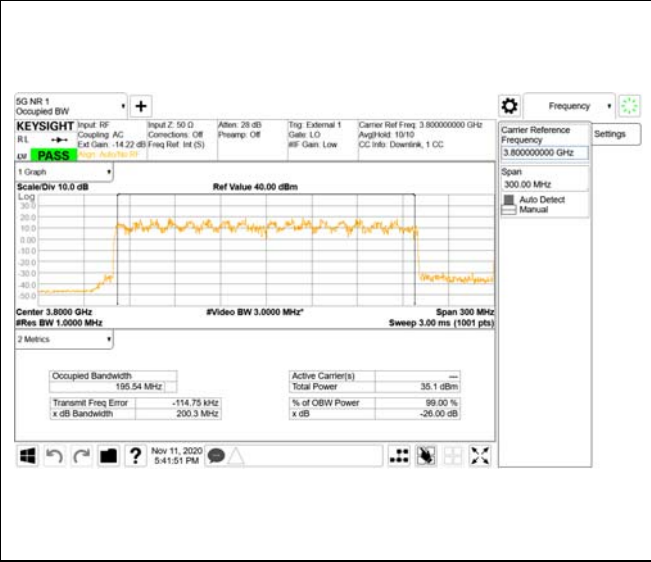 5G NR 1
Occupied BW
Frequency
KEYSIGHT Input: RF Input Z: 50 Ω Atten: 28 dB Trig: External 1 Carrier Ref Freq: 3.800000000 GHz
R L Coupling: AC Corrections: Off Preamp: Off Gate: LO Avg|Hold: 10/10
Ext Gain: -14.22 dB Freq Ref: Int (S) #IF Gain: Low CC Info: Downlink, 1 CC
PASS Align: Auto/No RF
Carrier Reference
Frequency
3.800000000 GHz
Settings
Span
300.00 MHz
Auto Detect
Manual
1 Graph
Scale/Div 10.0 dB Ref Value 40.00 dBm
Log
30.0
20.0
10.0
0.00
-10.0
-20.0
-30.0
-40.0
-50.0
Center 3.8000 GHz #Video BW 3.0000 MHz* Span 300 MHz
#Res BW 1.0000 MHz Sweep 3.00 ms (1001 pts)
2 Metrics
Occupied Bandwidth
195.54 MHz
Transmit Freq Error -114.75 kHz
x dB Bandwidth 200.3 MHz
Active Carrier(s) —
Total Power 35.1 dBm
% of OBW Power 99.00 %
x dB -26.00 dB
? Nov 11, 2020
5:41:51 PM